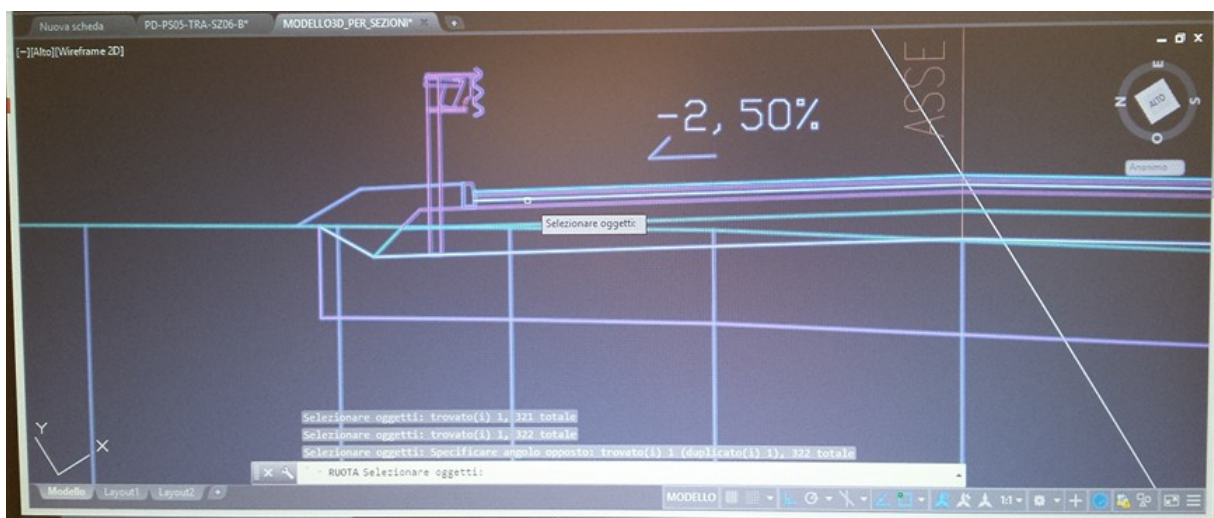 Nuova scheda
PD-PS05-TRA-SZ06-B*
MODELLO3D_PER_SEZIONI*
[−][Alto][Wireframe 2D]
-2,50%
ASSE
E
N
ALTO
S
O
Anonimo
Selezionare oggetti:
Selezionare oggetti: trovato(i) 1, 321 totale
Selezionare oggetti: trovato(i) 1, 322 totale
Selezionare oggetti: Specificare angolo opposto: trovato(i) 1 (duplicato(i) 1), 322 totale
Y
X
RUOTA Selezionare oggetti:
Modello
Layout1
Layout2
MODELLO
1:1